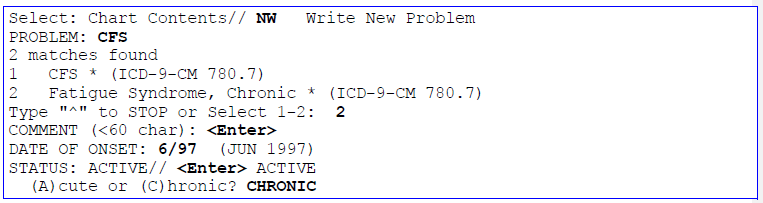 Select: Chart Contents// NW   Write New Problem
PROBLEM: CFS
2 matches found
1   CFS * (ICD-9-CM 780.7)
2   Fatigue Syndrome, Chronic * (ICD-9-CM 780.7)
Type "^" to STOP or Select 1-2:  2
COMMENT (<60 char): <Enter>
DATE OF ONSET: 6/97  (JUN 1997)
STATUS: ACTIVE// <Enter> ACTIVE
  (A)cute or (C)hronic? CHRONIC